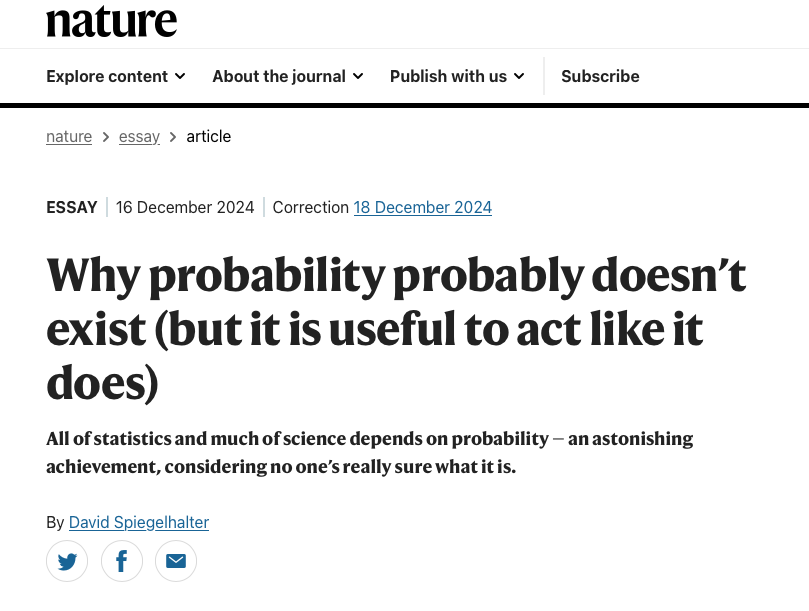 nature
Explore content About the journal Publish with us Subscribe
nature > essay > article
ESSAY | 16 December 2024 | Correction 18 December 2024
Why probability probably doesn’t
exist (but it is useful to act like it
does)
All of statistics and much of science depends on probability — an astonishing
achievement, considering no one’s really sure what it is.
By David Spiegelhalter